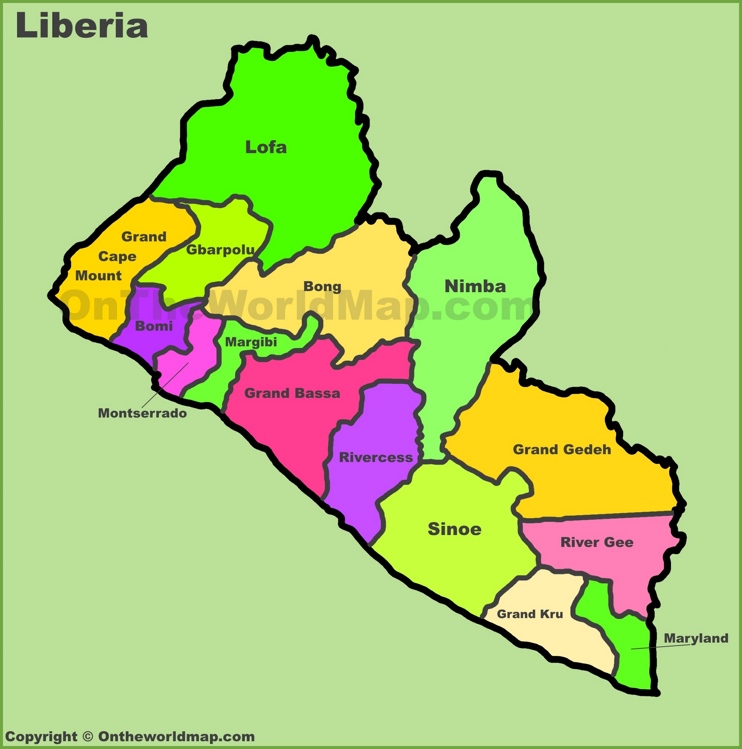 Liberia
Lofa
Grand
Cape
Mount
Gbarpolu
Bong
Nimba
OnTheWorldMap.com
Bomi
Margibi
Montserrado
Grand Bassa
Grand Gedeh
Rivercess
Sinoe
River Gee
Grand Kru
Maryland
Copyright © Ontheworldmap.com